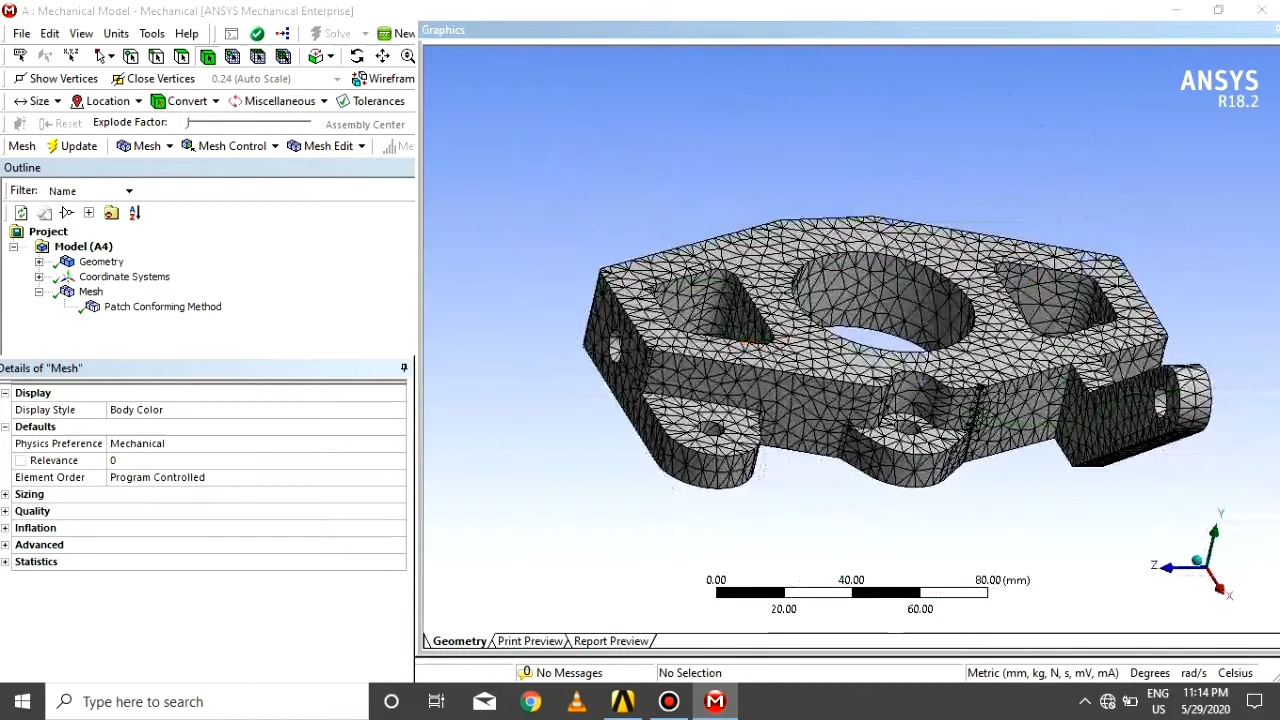 A : Mechanical Model - Mechanical [ANSYS Mechanical Enterprise]
File Edit View Units Tools Help Solve New
Show Vertices Close Vertices 0.24 (Auto Scale) Wirefram
Size Location Convert Miscellaneous Tolerances
Reset Explode Factor: Assembly Center
Mesh Update Mesh Mesh Control Mesh Edit Me
Outline
Filter: Name
Project
Model (A4)
Geometry
Coordinate Systems
Mesh
Patch Conforming Method
Details of "Mesh"
Display
Display Style Body Color
Defaults
Physics Preference Mechanical
Relevance 0
Element Order Program Controlled
Sizing
Quality
Inflation
Advanced
Statistics
Graphics
ANSYS
R18.2
Y
Z
X
0.00 40.00 80.00 (mm)
20.00 60.00
Geometry Print Preview Report Preview
0 No Messages No Selection Metric (mm, kg, N, s, mV, mA) Degrees rad/s Celsius
Type here to search
ENG
US
11:14 PM
5/29/2020